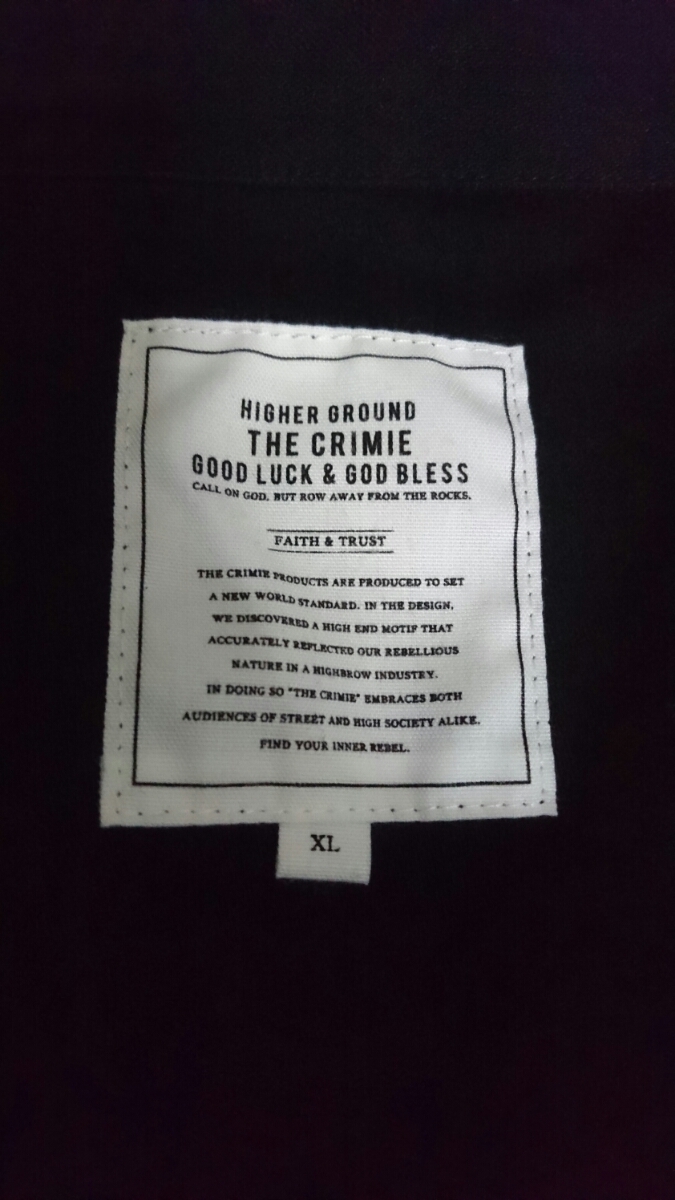 HIGHER GROUND
THE CRIMIE
GOOD LUCK & GOD BLESS
CALL ON GOD. BUT ROW AWAY FROM THE ROCKS.
FAITH & TRUST
THE CRIMIE PRODUCTS ARE PRODUCED TO SET
A NEW WORLD STANDARD. IN THE DESIGN,
WE DISCOVERED A HIGH END MOTIF THAT
ACCURATELY REFLECTED OUR REBELLIOUS
NATURE IN A HIGHBROW INDUSTRY.
IN DOING SO "THE CRIMIE" EMBRACES BOTH
AUDIENCES OF STREET AND HIGH SOCIETY ALIKE.
FIND YOUR INNER REBEL.
XL